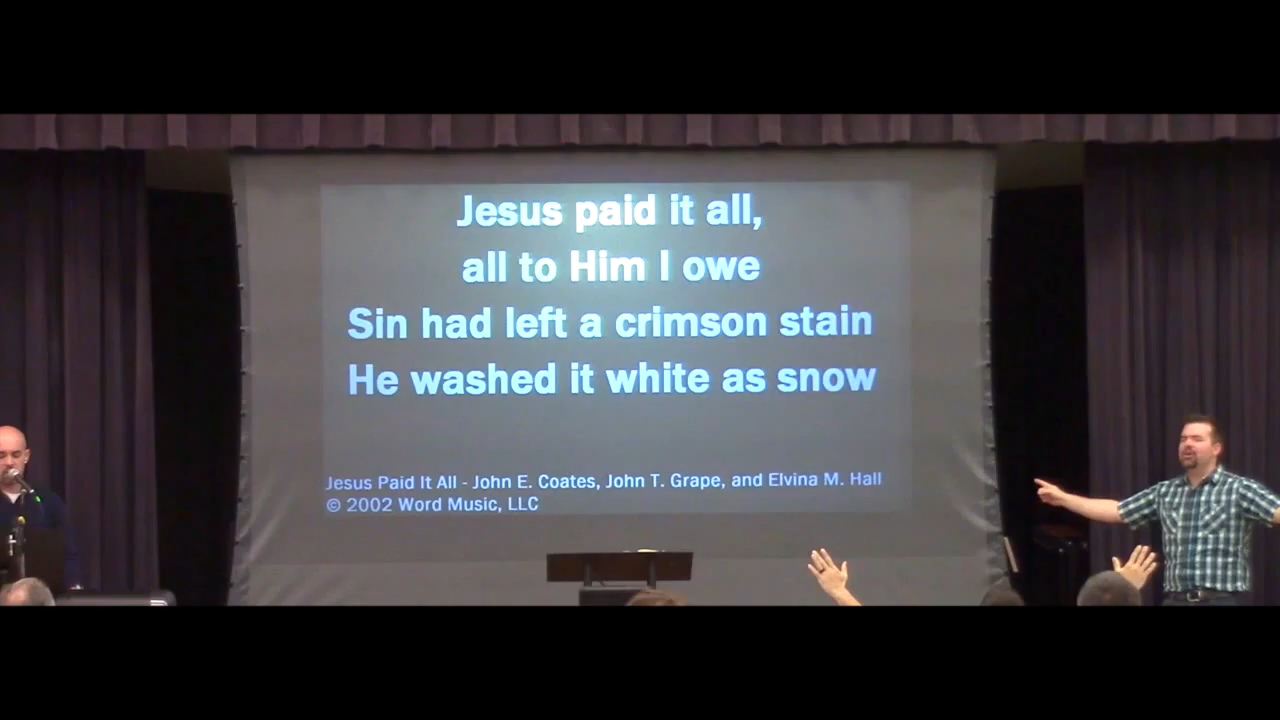 Jesus paid it all,
all to Him I owe
Sin had left a crimson stain
He washed it white as snow
Jesus Paid It All - John E. Coates, John T. Grape, and Elvina M. Hall
© 2002 Word Music, LLC